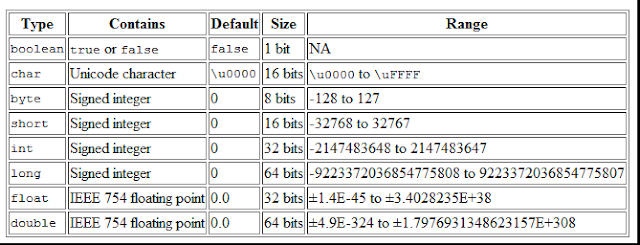 Type Contains Default Size Range
boolean true or false false 1 bit NA
char Unicode character \u0000 16 bits \u0000 to \uFFFF
byte Signed integer 0 8 bits -128 to 127
short Signed integer 0 16 bits -32768 to 32767
int Signed integer 0 32 bits -2147483648 to 2147483647
long Signed integer 0 64 bits -9223372036854775808 to 9223372036854775807
float IEEE 754 floating point 0.0 32 bits ±1.4E-45 to ±3.4028235E+38
double IEEE 754 floating point 0.0 64 bits ±4.9E-324 to ±1.7976931348623157E+308